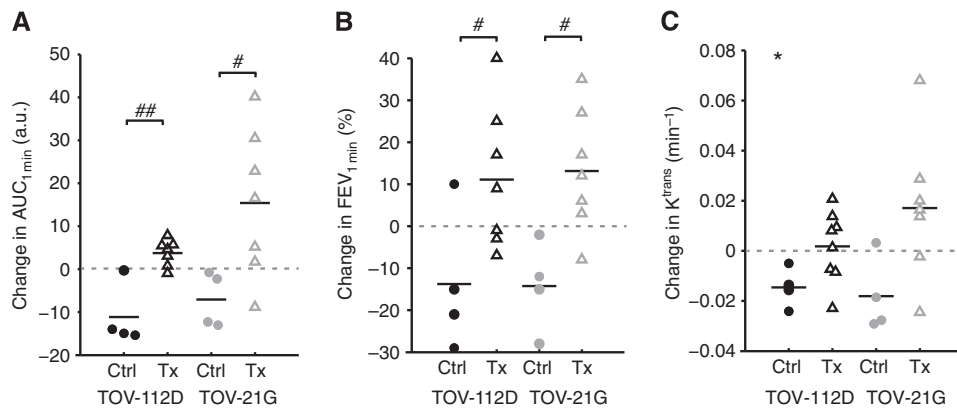 A
50
40
30
20
10
0
−10
−20
Change in AUC1 min (a.u.)
##
#
Ctrl Tx Ctrl Tx
TOV-112D TOV-21G
B
40
30
20
10
0
−10
−20
−30
Change in FEV1 min (%)
#
#
Ctrl Tx Ctrl Tx
TOV-112D TOV-21G
C
0.08
0.06
0.04
0.02
0
−0.02
−0.04
Change in Ktrans (min−1)
*
Ctrl Tx Ctrl Tx
TOV-112D TOV-21G